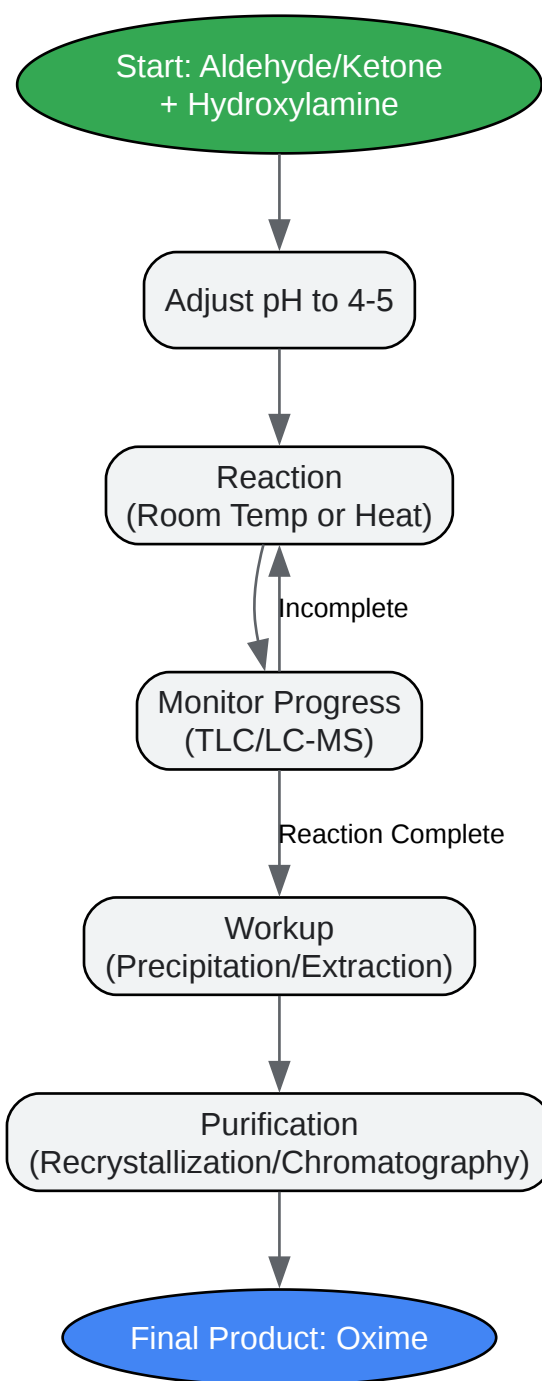 Start: Aldehyde/Ketone
+ Hydroxylamine
Adjust pH to 4-5
Reaction
(Room Temp or Heat)
Incomplete
Monitor Progress
(TLC/LC-MS)
Reaction Complete
Workup
(Precipitation/Extraction)
Purification
(Recrystallization/Chromatography)
Final Product: Oxime